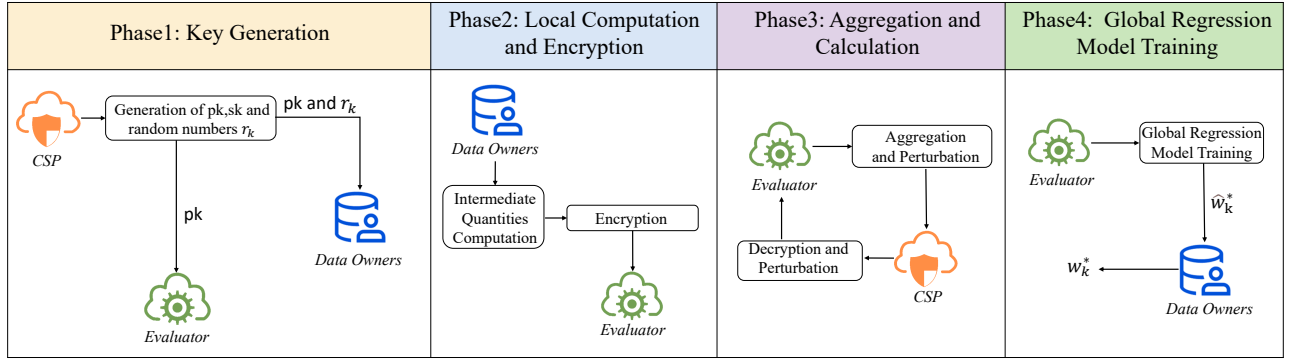 Phase1: Key Generation
Phase2: Local Computation
and Encryption
Phase3: Aggregation and
Calculation
Phase4: Global Regression
Model Training
Generation of pk,sk and
random numbers r_k
pk and r_k
CSP
pk
Data Owners
Evaluator
Data Owners
Intermediate
Quantities
Computation
Encryption
Evaluator
Evaluator
Aggregation
and Perturbation
Decryption and
Perturbation
CSP
Evaluator
Global Regression
Model Training
ŵ_k^*
w_k^*
Data Owners